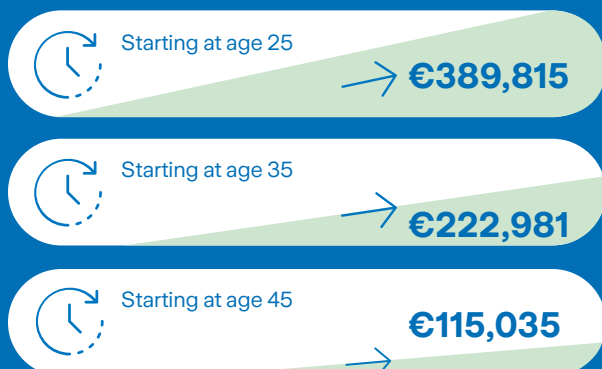 Starting at age 25
€389,815
Starting at age 35
€222,981
Starting at age 45
€115,035